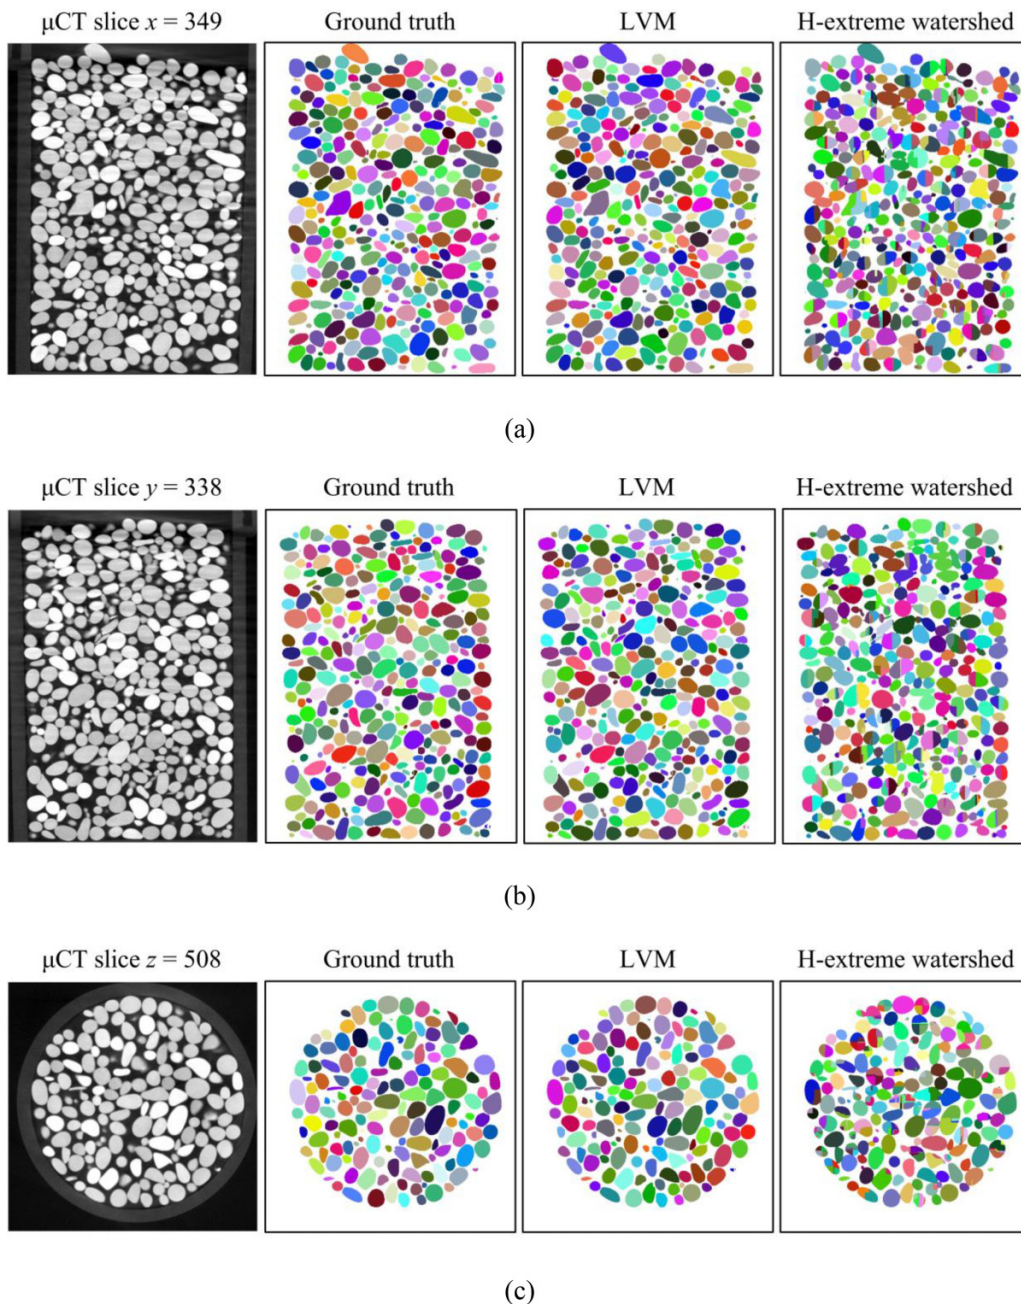 μCT slice x = 349 Ground truth LVM H-extreme watershed
(a)
μCT slice y = 338 Ground truth LVM H-extreme watershed
(b)
μCT slice z = 508 Ground truth LVM H-extreme watershed
(c)